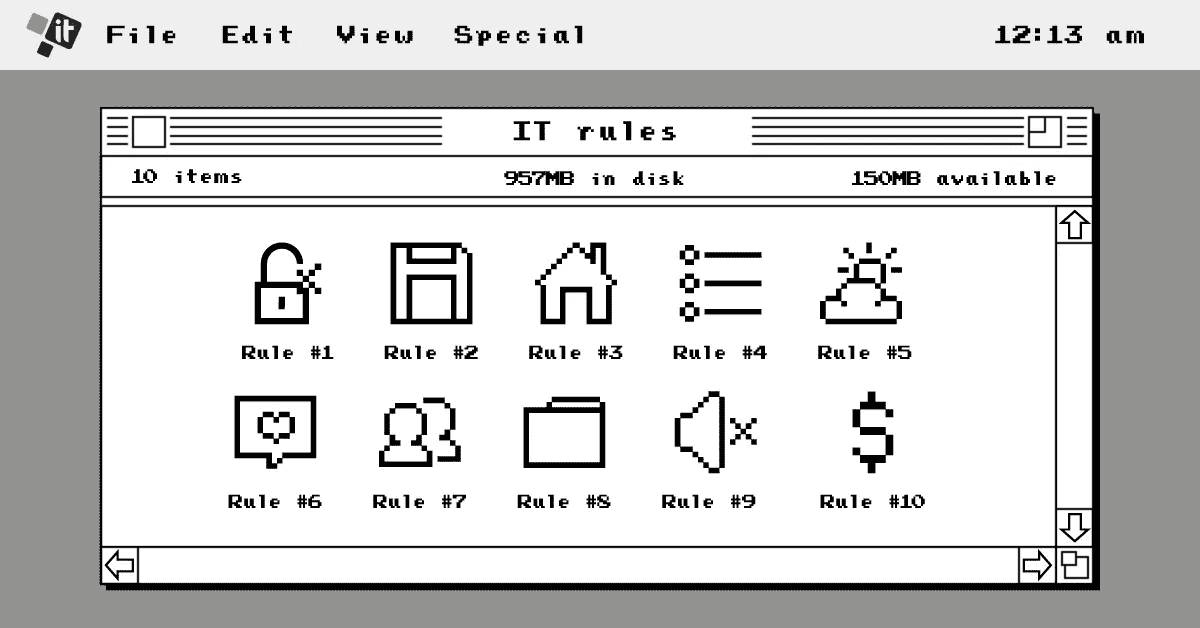 it File Edit View Special 12:13 am
IT rules
10 items 957MB in disk 150MB available
Rule #1 Rule #2 Rule #3 Rule #4 Rule #5
Rule #6 Rule #7 Rule #8 Rule #9 Rule #10